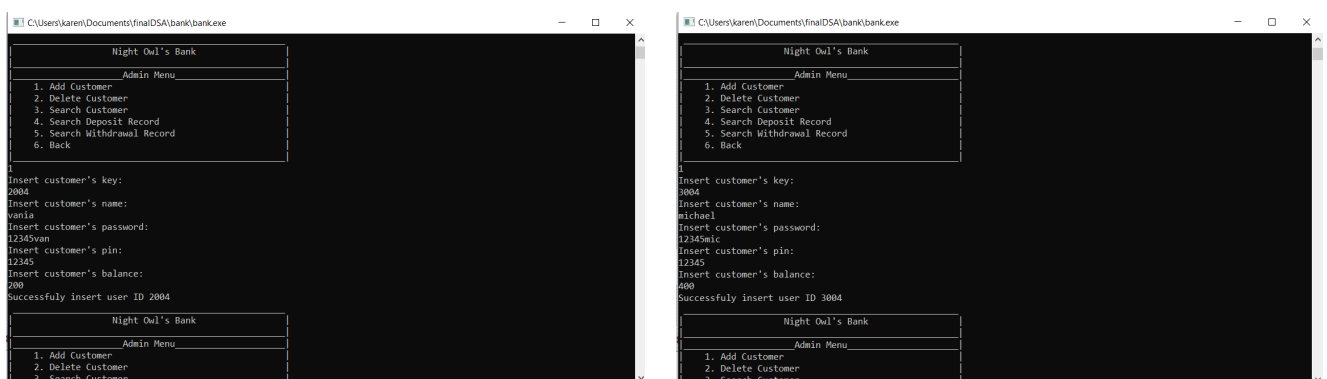 C:\Users\karen\Documents\finalDSA\bank\bank.exe
Night Owl's Bank
Admin Menu
1. Add Customer
2. Delete Customer
3. Search Customer
4. Search Deposit Record
5. Search Withdrawal Record
6. Back
1
Insert customer's key:
2004
Insert customer's name:
vania
Insert customer's password:
12345van
Insert customer's pin:
12345
Insert customer's balance:
200
Successfuly insert user ID 2004
Night Owl's Bank
Admin Menu
1. Add Customer
2. Delete Customer
3. Search Customer
C:\Users\karen\Documents\finalDSA\bank\bank.exe
Night Owl's Bank
Admin Menu
1. Add Customer
2. Delete Customer
3. Search Customer
4. Search Deposit Record
5. Search Withdrawal Record
6. Back
1
Insert customer's key:
3004
Insert customer's name:
michael
Insert customer's password:
12345mic
Insert customer's pin:
12345
Insert customer's balance:
400
Successfuly insert user ID 3004
Night Owl's Bank
Admin Menu
1. Add Customer
2. Delete Customer
3. Search Customer